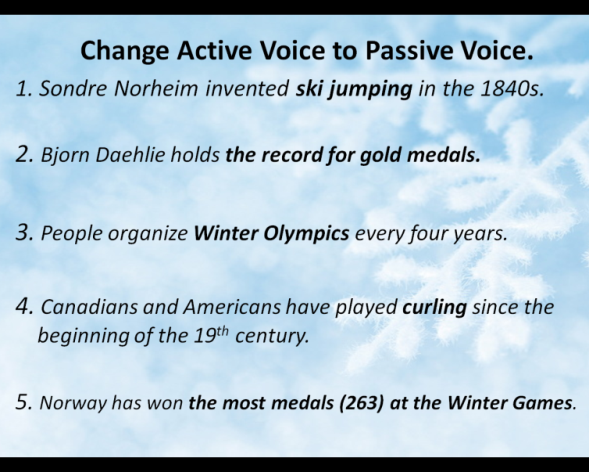 Change Active Voice to Passive Voice.
1. Sondre Norheim invented ski jumping in the 1840s.
2. Bjorn Daehlie holds the record for gold medals.
3. People organize Winter Olympics every four years.
4. Canadians and Americans have played curling since the
beginning of the 19th century.
5. Norway has won the most medals (263) at the Winter Games.